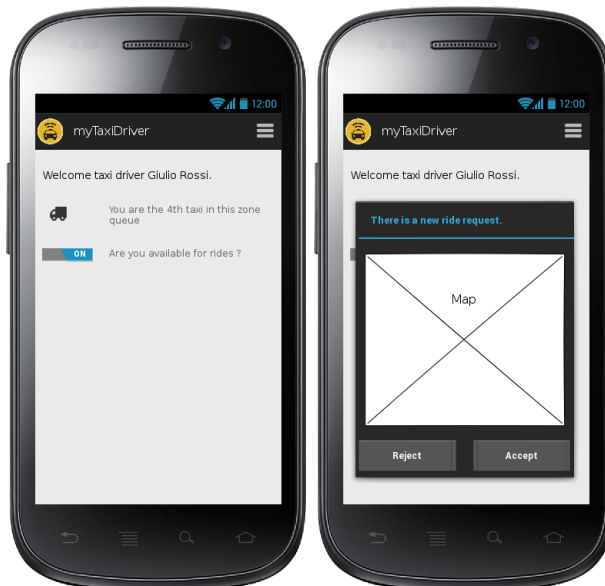 12:00
myTaxiDriver
Welcome taxi driver Giulio Rossi.
You are the 4th taxi in this zone
queue
ON
Are you available for rides ?
12:00
myTaxiDriver
Welcome taxi driver Giulio Rossi.
There is a new ride request.
Map
Reject
Accept